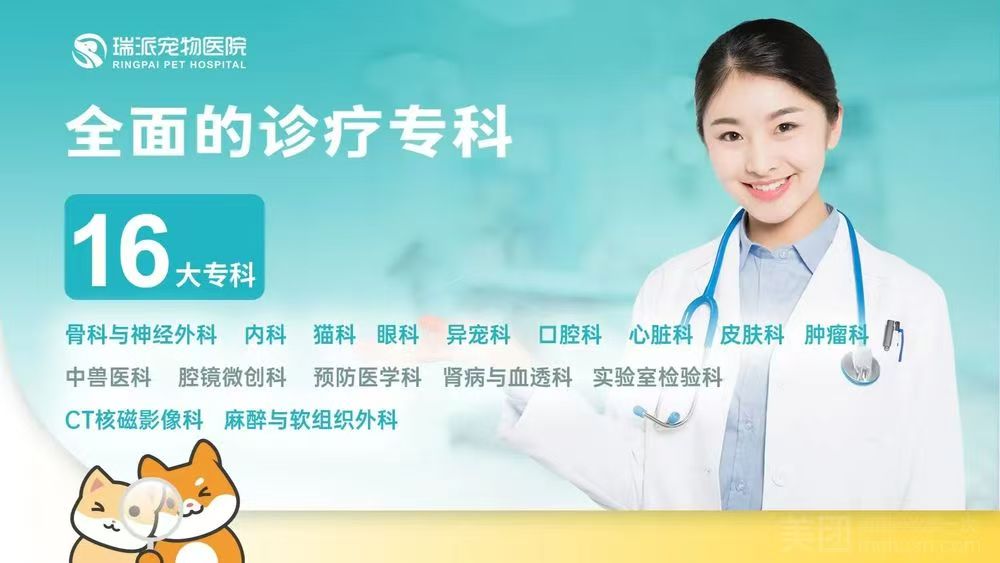 瑞派宠物医院
RINGPAI PET HOSPITAL
全面的诊疗专科
16大专科
骨科与神经外科 内科 猫科 眼科 异宠科 口腔科 心脏科 皮肤科 肿瘤科
中兽医科 腔镜微创科 预防医学科 肾病与血透科 实验室检验科
CT核磁影像科 麻醉与软组织外科
美团